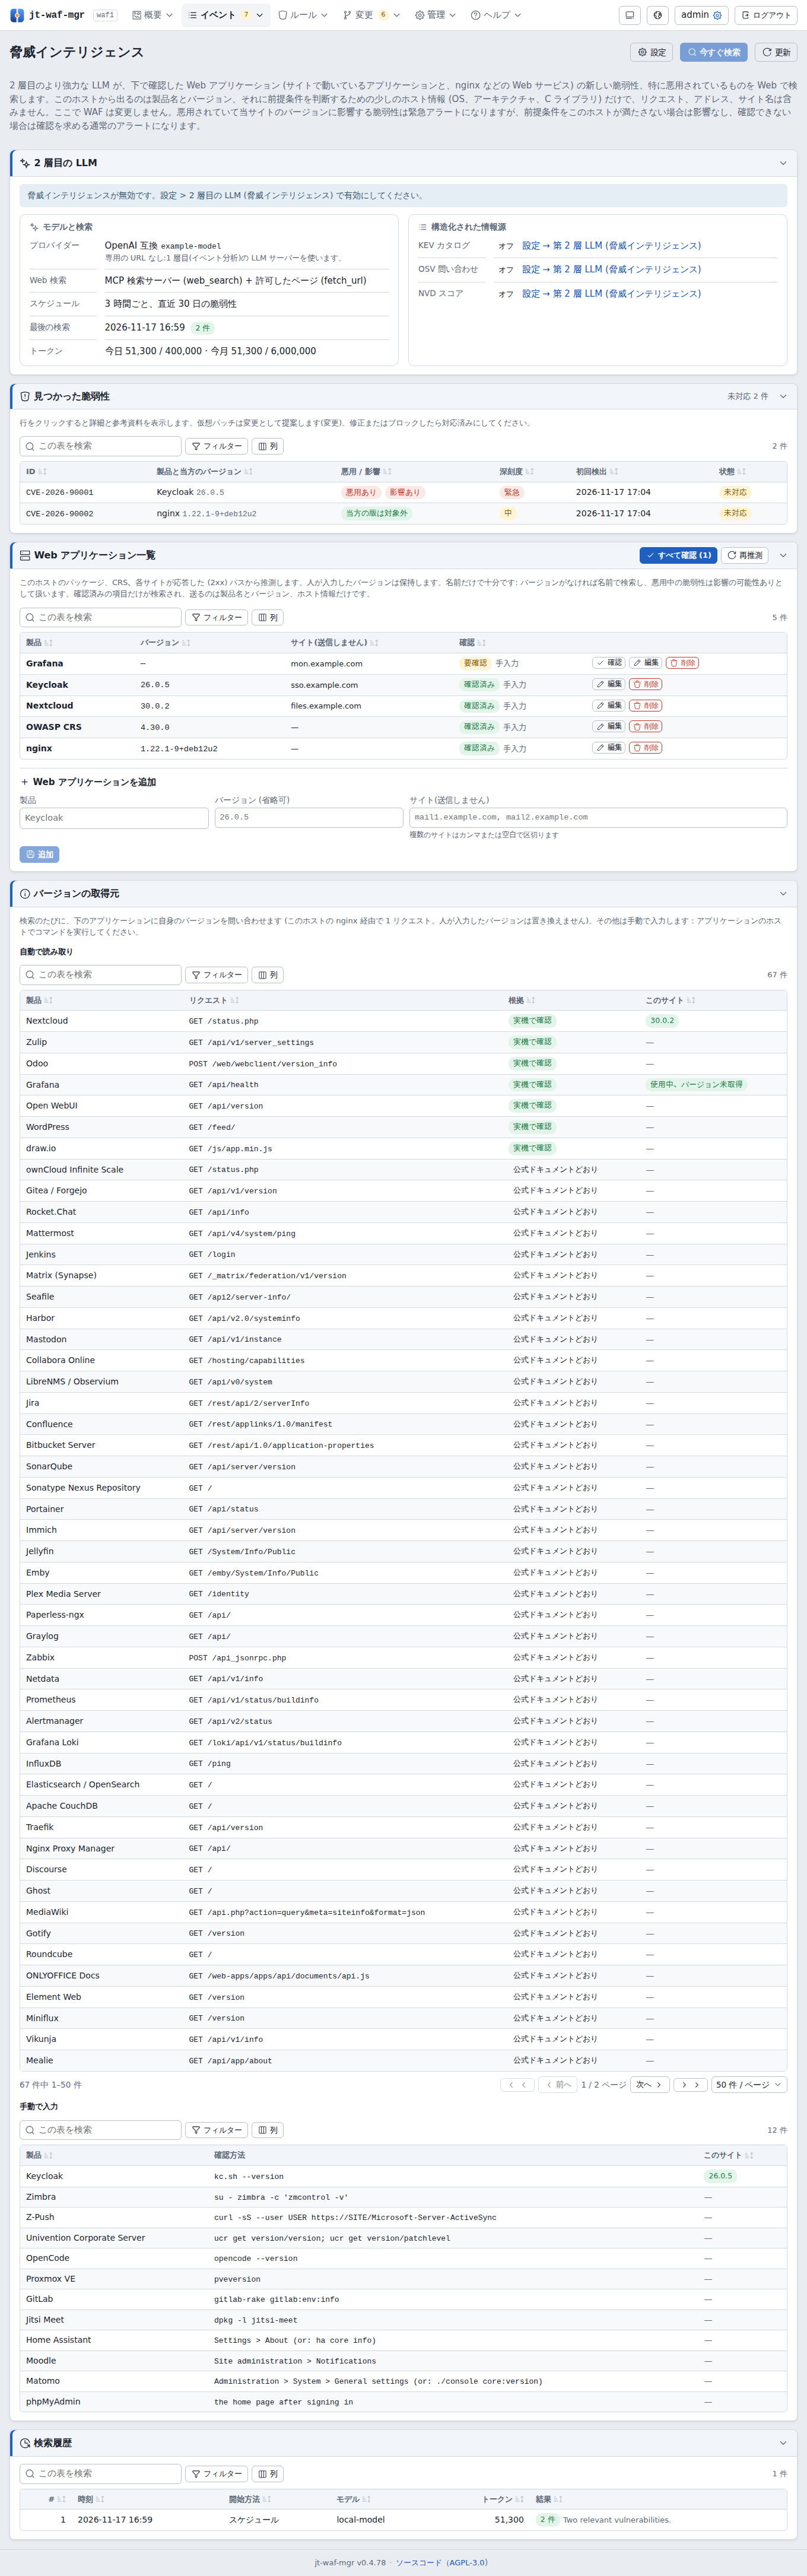 jt-waf-mgr waf1 概要 イベント 7 ルール 変更 6 管理 ヘルプ admin ログアウト
脅威インテリジェンス 設定 今すぐ検索 更新
2 層目のより強力な LLM が、下で確認した Web アプリケーション (サイトで動いているアプリケーションと、nginx などの Web サービス) の新しい脆弱性、特に悪用されているものを Web で検
索します。このホストから出るのは製品名とバージョン、それに前提条件を判断するための少しのホスト情報 (OS、アーキテクチャ、C ライブラリ) だけで、リクエスト、アドレス、サイト名は含
みません。ここで WAF は変更しません。悪用されていて当サイトのバージョンに影響する脆弱性は緊急アラートになりますが、前提条件をこのホストが満たさない場合は影響なし、確認できない
場合は確認を求める通常のアラートになります。
2 層目の LLM
脅威インテリジェンスが無効です。設定 > 2 層目の LLM (脅威インテリジェンス) で有効にしてください。
モデルと検索
プロバイダー OpenAI 互換 example-model
専用の URL なし:1 層目(イベント分析)の LLM サーバーを使います。
Web 検索 MCP 検索サーバー (web_search) + 許可したページ (fetch_url)
スケジュール 3 時間ごと、直近 30 日の脆弱性
最後の検索 2026-11-17 16:59 2 件
トークン 今日 51,300 / 400,000 · 今月 51,300 / 6,000,000
構造化された情報源
KEV カタログ オフ 設定 → 第 2 層 LLM (脅威インテリジェンス)
OSV 問い合わせ オフ 設定 → 第 2 層 LLM (脅威インテリジェンス)
NVD スコア オフ 設定 → 第 2 層 LLM (脅威インテリジェンス)
見つかった脆弱性 未対応 2 件
行をクリックすると詳細と参考資料を表示します。仮想パッチは変更として提案します(変更)、修正またはブロックしたら対応済みにしてください。
この表を検索 フィルター 列 2 件
ID 製品と当方のバージョン 悪用 / 影響 深刻度 初回検出 状態
CVE-2026-90001 Keycloak 26.0.5 悪用あり 影響あり 緊急 2026-11-17 17:04 未対応
CVE-2026-90002 nginx 1.22.1-9+deb12u2 当方の版は対象外 中 2026-11-17 17:04 未対応
Web アプリケーション一覧 すべて確認 (1) 再推測
このホストのパッケージ、CRS、各サイトが応答した (2xx) パスから推測します。人が入力したバージョンは保持します。名前だけで十分です: バージョンがなければ名前で検索し、悪用中の脆弱性は影響の可能性ありと
して扱います。確認済みの項目だけが検索され、送るのは製品名とバージョン、ホスト情報だけです。
この表を検索 フィルター 列 5 件
製品 バージョン サイト(送信しません) 確認
Grafana — mon.example.com 要確認 手入力 確認 編集 削除
Keycloak 26.0.5 sso.example.com 確認済み 手入力 編集 削除
Nextcloud 30.0.2 files.example.com 確認済み 手入力 編集 削除
OWASP CRS 4.30.0 — 確認済み 手入力 編集 削除
nginx 1.22.1-9+deb12u2 — 確認済み 手入力 編集 削除
Web アプリケーションを追加
製品 バージョン (省略可) サイト(送信しません)
Keycloak 26.0.5 mail1.example.com, mail2.example.com
複数のサイトはカンマまたは空白で区切ります
追加
バージョンの取得元
検索のたびに、下のアプリケーションに自身のバージョンを問い合わせます (このホストの nginx 経由で 1 リクエスト。人が入力したバージョンは置き換えません)、その他は手動で入力します：アプリケーションのホス
トでコマンドを実行してください。
自動で読み取り
この表を検索 フィルター 列 67 件
製品 リクエスト 根拠 このサイト
Nextcloud GET /status.php 実機で確認 30.0.2
Zulip GET /api/v1/server_settings 実機で確認 —
Odoo POST /web/webclient/version_info 実機で確認 —
Grafana GET /api/health 実機で確認 使用中、バージョン未取得
Open WebUI GET /api/version 実機で確認 —
WordPress GET /feed/ 実機で確認 —
draw.io GET /js/app.min.js 実機で確認 —
ownCloud Infinite Scale GET /status.php 公式ドキュメントどおり —
Gitea / Forgejo GET /api/v1/version 公式ドキュメントどおり —
Rocket.Chat GET /api/info 公式ドキュメントどおり —
Mattermost GET /api/v4/system/ping 公式ドキュメントどおり —
Jenkins GET /login 公式ドキュメントどおり —
Matrix (Synapse) GET /_matrix/federation/v1/version 公式ドキュメントどおり —
Seafile GET /api2/server-info/ 公式ドキュメントどおり —
Harbor GET /api/v2.0/systeminfo 公式ドキュメントどおり —
Mastodon GET /api/v1/instance 公式ドキュメントどおり —
Collabora Online GET /hosting/capabilities 公式ドキュメントどおり —
LibreNMS / Observium GET /api/v0/system 公式ドキュメントどおり —
Jira GET /rest/api/2/serverInfo 公式ドキュメントどおり —
Confluence GET /rest/applinks/1.0/manifest 公式ドキュメントどおり —
Bitbucket Server GET /rest/api/1.0/application-properties 公式ドキュメントどおり —
SonarQube GET /api/server/version 公式ドキュメントどおり —
Sonatype Nexus Repository GET / 公式ドキュメントどおり —
Portainer GET /api/status 公式ドキュメントどおり —
Immich GET /api/server/version 公式ドキュメントどおり —
Jellyfin GET /System/Info/Public 公式ドキュメントどおり —
Emby GET /emby/System/Info/Public 公式ドキュメントどおり —
Plex Media Server GET /identity 公式ドキュメントどおり —
Paperless-ngx GET /api/ 公式ドキュメントどおり —
Graylog GET /api/ 公式ドキュメントどおり —
Zabbix POST /api_jsonrpc.php 公式ドキュメントどおり —
Netdata GET /api/v1/info 公式ドキュメントどおり —
Prometheus GET /api/v1/status/buildinfo 公式ドキュメントどおり —
Alertmanager GET /api/v2/status 公式ドキュメントどおり —
Grafana Loki GET /loki/api/v1/status/buildinfo 公式ドキュメントどおり —
InfluxDB GET /ping 公式ドキュメントどおり —
Elasticsearch / OpenSearch GET / 公式ドキュメントどおり —
Apache CouchDB GET / 公式ドキュメントどおり —
Traefik GET /api/version 公式ドキュメントどおり —
Nginx Proxy Manager GET /api/ 公式ドキュメントどおり —
Discourse GET / 公式ドキュメントどおり —
Ghost GET / 公式ドキュメントどおり —
MediaWiki GET /api.php?action=query&meta=siteinfo&format=json 公式ドキュメントどおり —
Gotify GET /version 公式ドキュメントどおり —
Roundcube GET / 公式ドキュメントどおり —
ONLYOFFICE Docs GET /web-apps/apps/api/documents/api.js 公式ドキュメントどおり —
Element Web GET /version 公式ドキュメントどおり —
Miniflux GET /version 公式ドキュメントどおり —
Vikunja GET /api/v1/info 公式ドキュメントどおり —
Mealie GET /api/app/about 公式ドキュメントどおり —
67 件中 1–50 件 前へ 1 / 2 ページ 次へ 50 件 / ページ
手動で入力
この表を検索 フィルター 列 12 件
製品 確認方法 このサイト
Keycloak kc.sh --version 26.0.5
Zimbra su - zimbra -c 'zmcontrol -v' —
Z-Push curl -sS --user USER https://SITE/Microsoft-Server-ActiveSync —
Univention Corporate Server ucr get version/version; ucr get version/patchlevel —
OpenCode opencode --version —
Proxmox VE pveversion —
GitLab gitlab-rake gitlab:env:info —
Jitsi Meet dpkg -l jitsi-meet —
Home Assistant Settings > About (or: ha core info) —
Moodle Site administration > Notifications —
Matomo Administration > System > General settings (or: ./console core:version) —
phpMyAdmin the home page after signing in —
検索履歴
この表を検索 フィルター 列 1 件
# 時刻 開始方法 モデル トークン 結果
1 2026-11-17 16:59 スケジュール local-model 51,300 2 件 Two relevant vulnerabilities.
jt-waf-mgr v0.4.78 · ソースコード（AGPL-3.0）